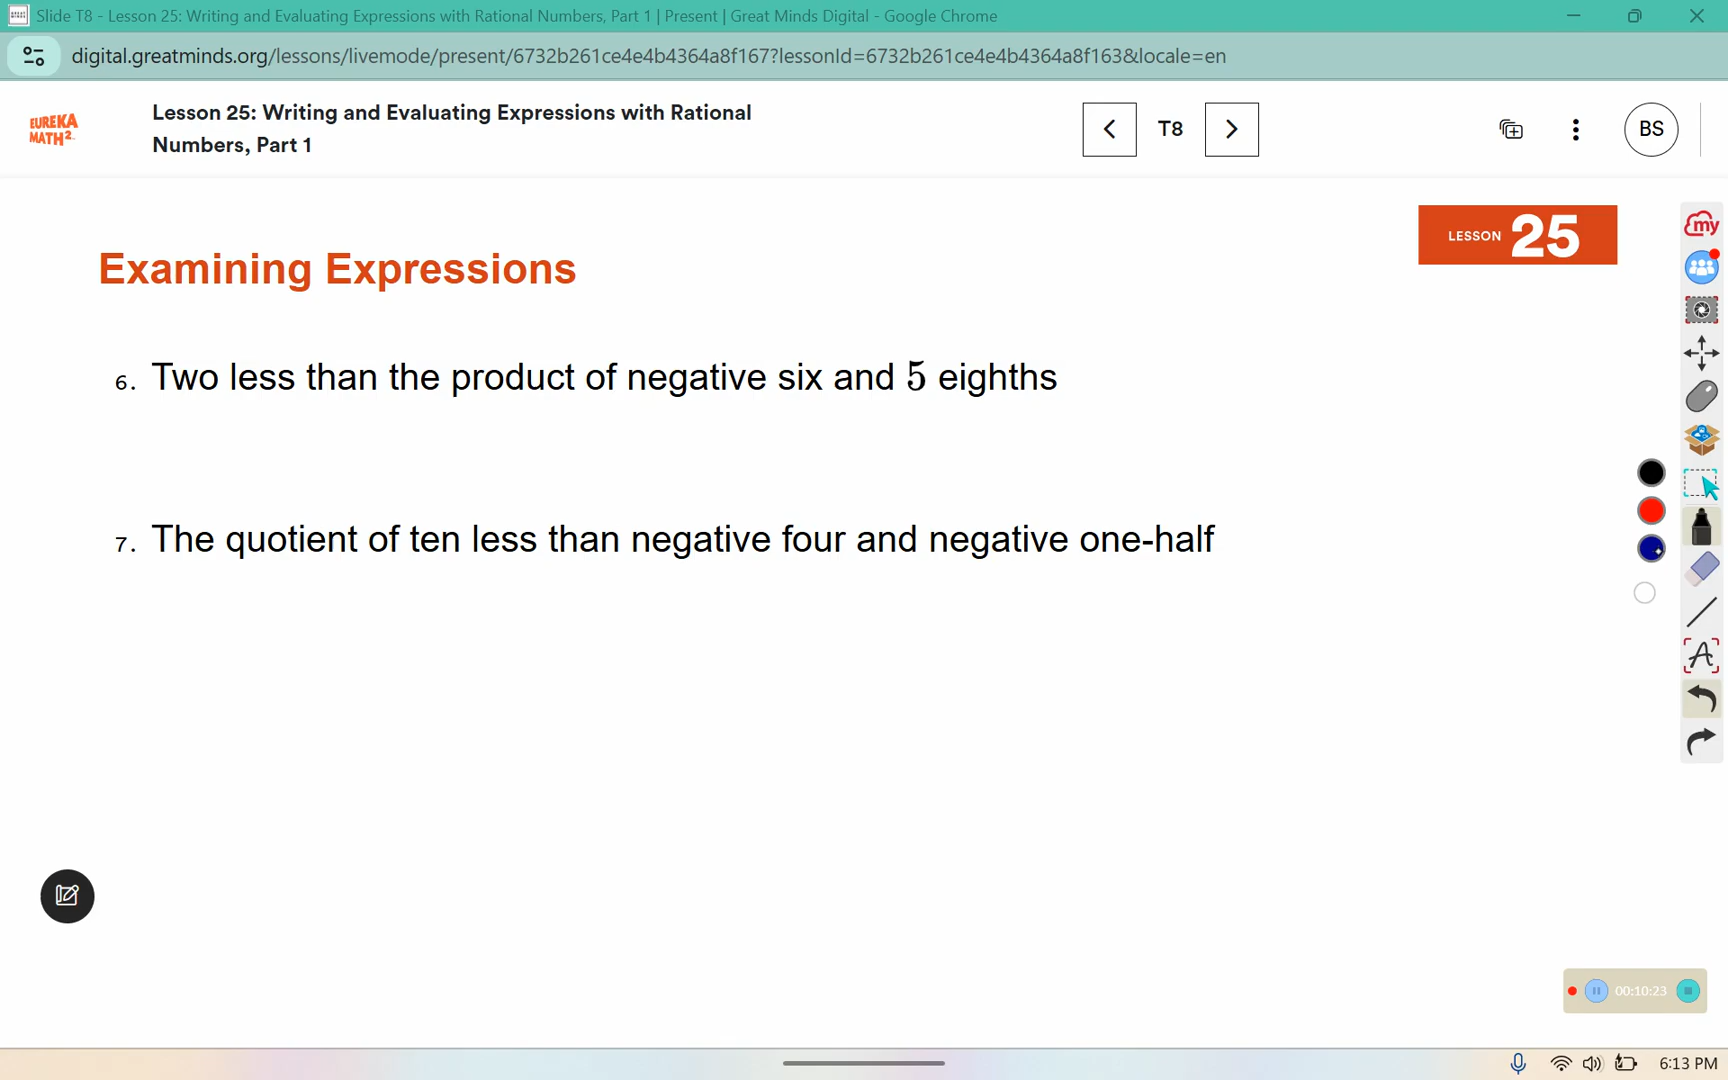 Slide T8 - Lesson 25: Writing and Evaluating Expressions with Rational Numbers, Part 1 | Present | Great Minds Digital - Google Chrome
digital.greatminds.org/lessons/livemode/present/6732b261ce4e4b4364a8f167?lessonId=6732b261ce4e4b4364a8f163&locale=en
EUREKA
MATH²
Lesson 25: Writing and Evaluating Expressions with Rational
Numbers, Part 1
T8
BS
LESSON 25
my
Examining Expressions
6. Two less than the product of negative six and 5 eighths
7. The quotient of ten less than negative four and negative one-half
A
00:10:23
6:13 PM